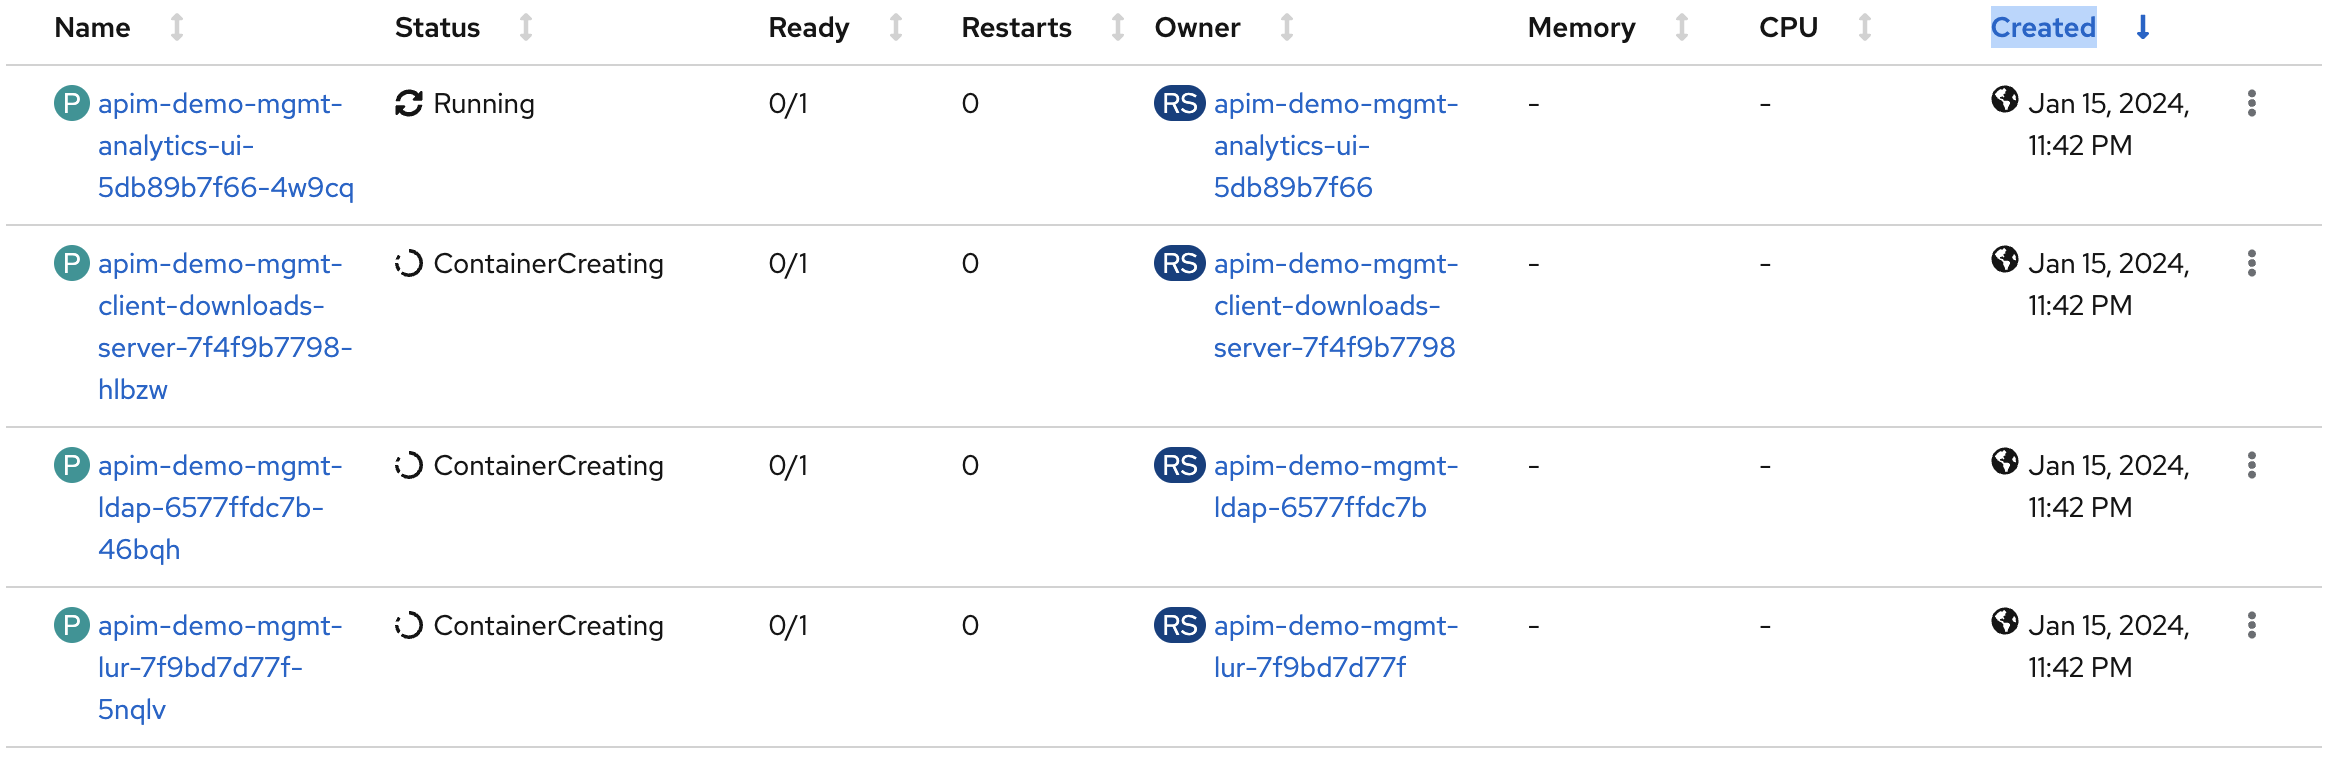 Name Status Ready Restarts Owner Memory CPU Created
P apim-demo-mgmt- Running 0/1 0 RS apim-demo-mgmt- - - Jan 15, 2024,
analytics-ui- analytics-ui- 11:42 PM
5db89b7f66-4w9cq 5db89b7f66
P apim-demo-mgmt- ContainerCreating 0/1 0 RS apim-demo-mgmt- - - Jan 15, 2024,
client-downloads- client-downloads- 11:42 PM
server-7f4f9b7798- server-7f4f9b7798
hlbzw
P apim-demo-mgmt- ContainerCreating 0/1 0 RS apim-demo-mgmt- - - Jan 15, 2024,
ldap-6577ffdc7b- ldap-6577ffdc7b 11:42 PM
46bqh
P apim-demo-mgmt- ContainerCreating 0/1 0 RS apim-demo-mgmt- - - Jan 15, 2024,
lur-7f9bd7d77f- lur-7f9bd7d77f 11:42 PM
5nqlv